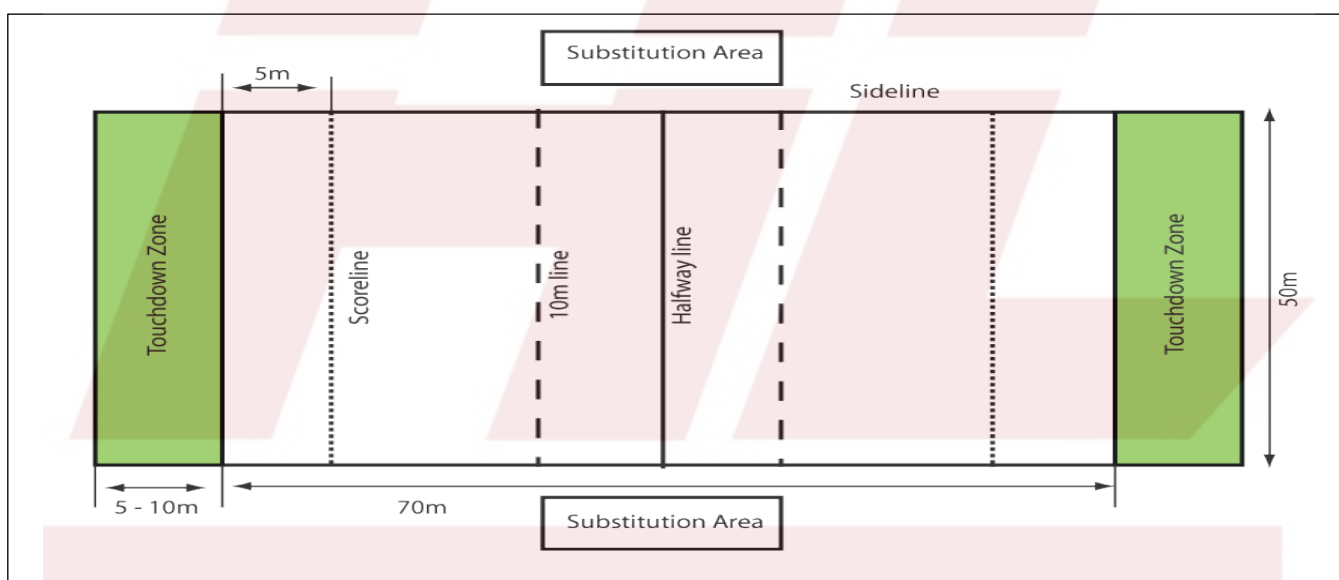 Substitution Area
5m
Sideline
Touchdown Zone
Scoreline
10m line
Halfway line
Touchdown Zone
50m
5 - 10m
70m
Substitution Area